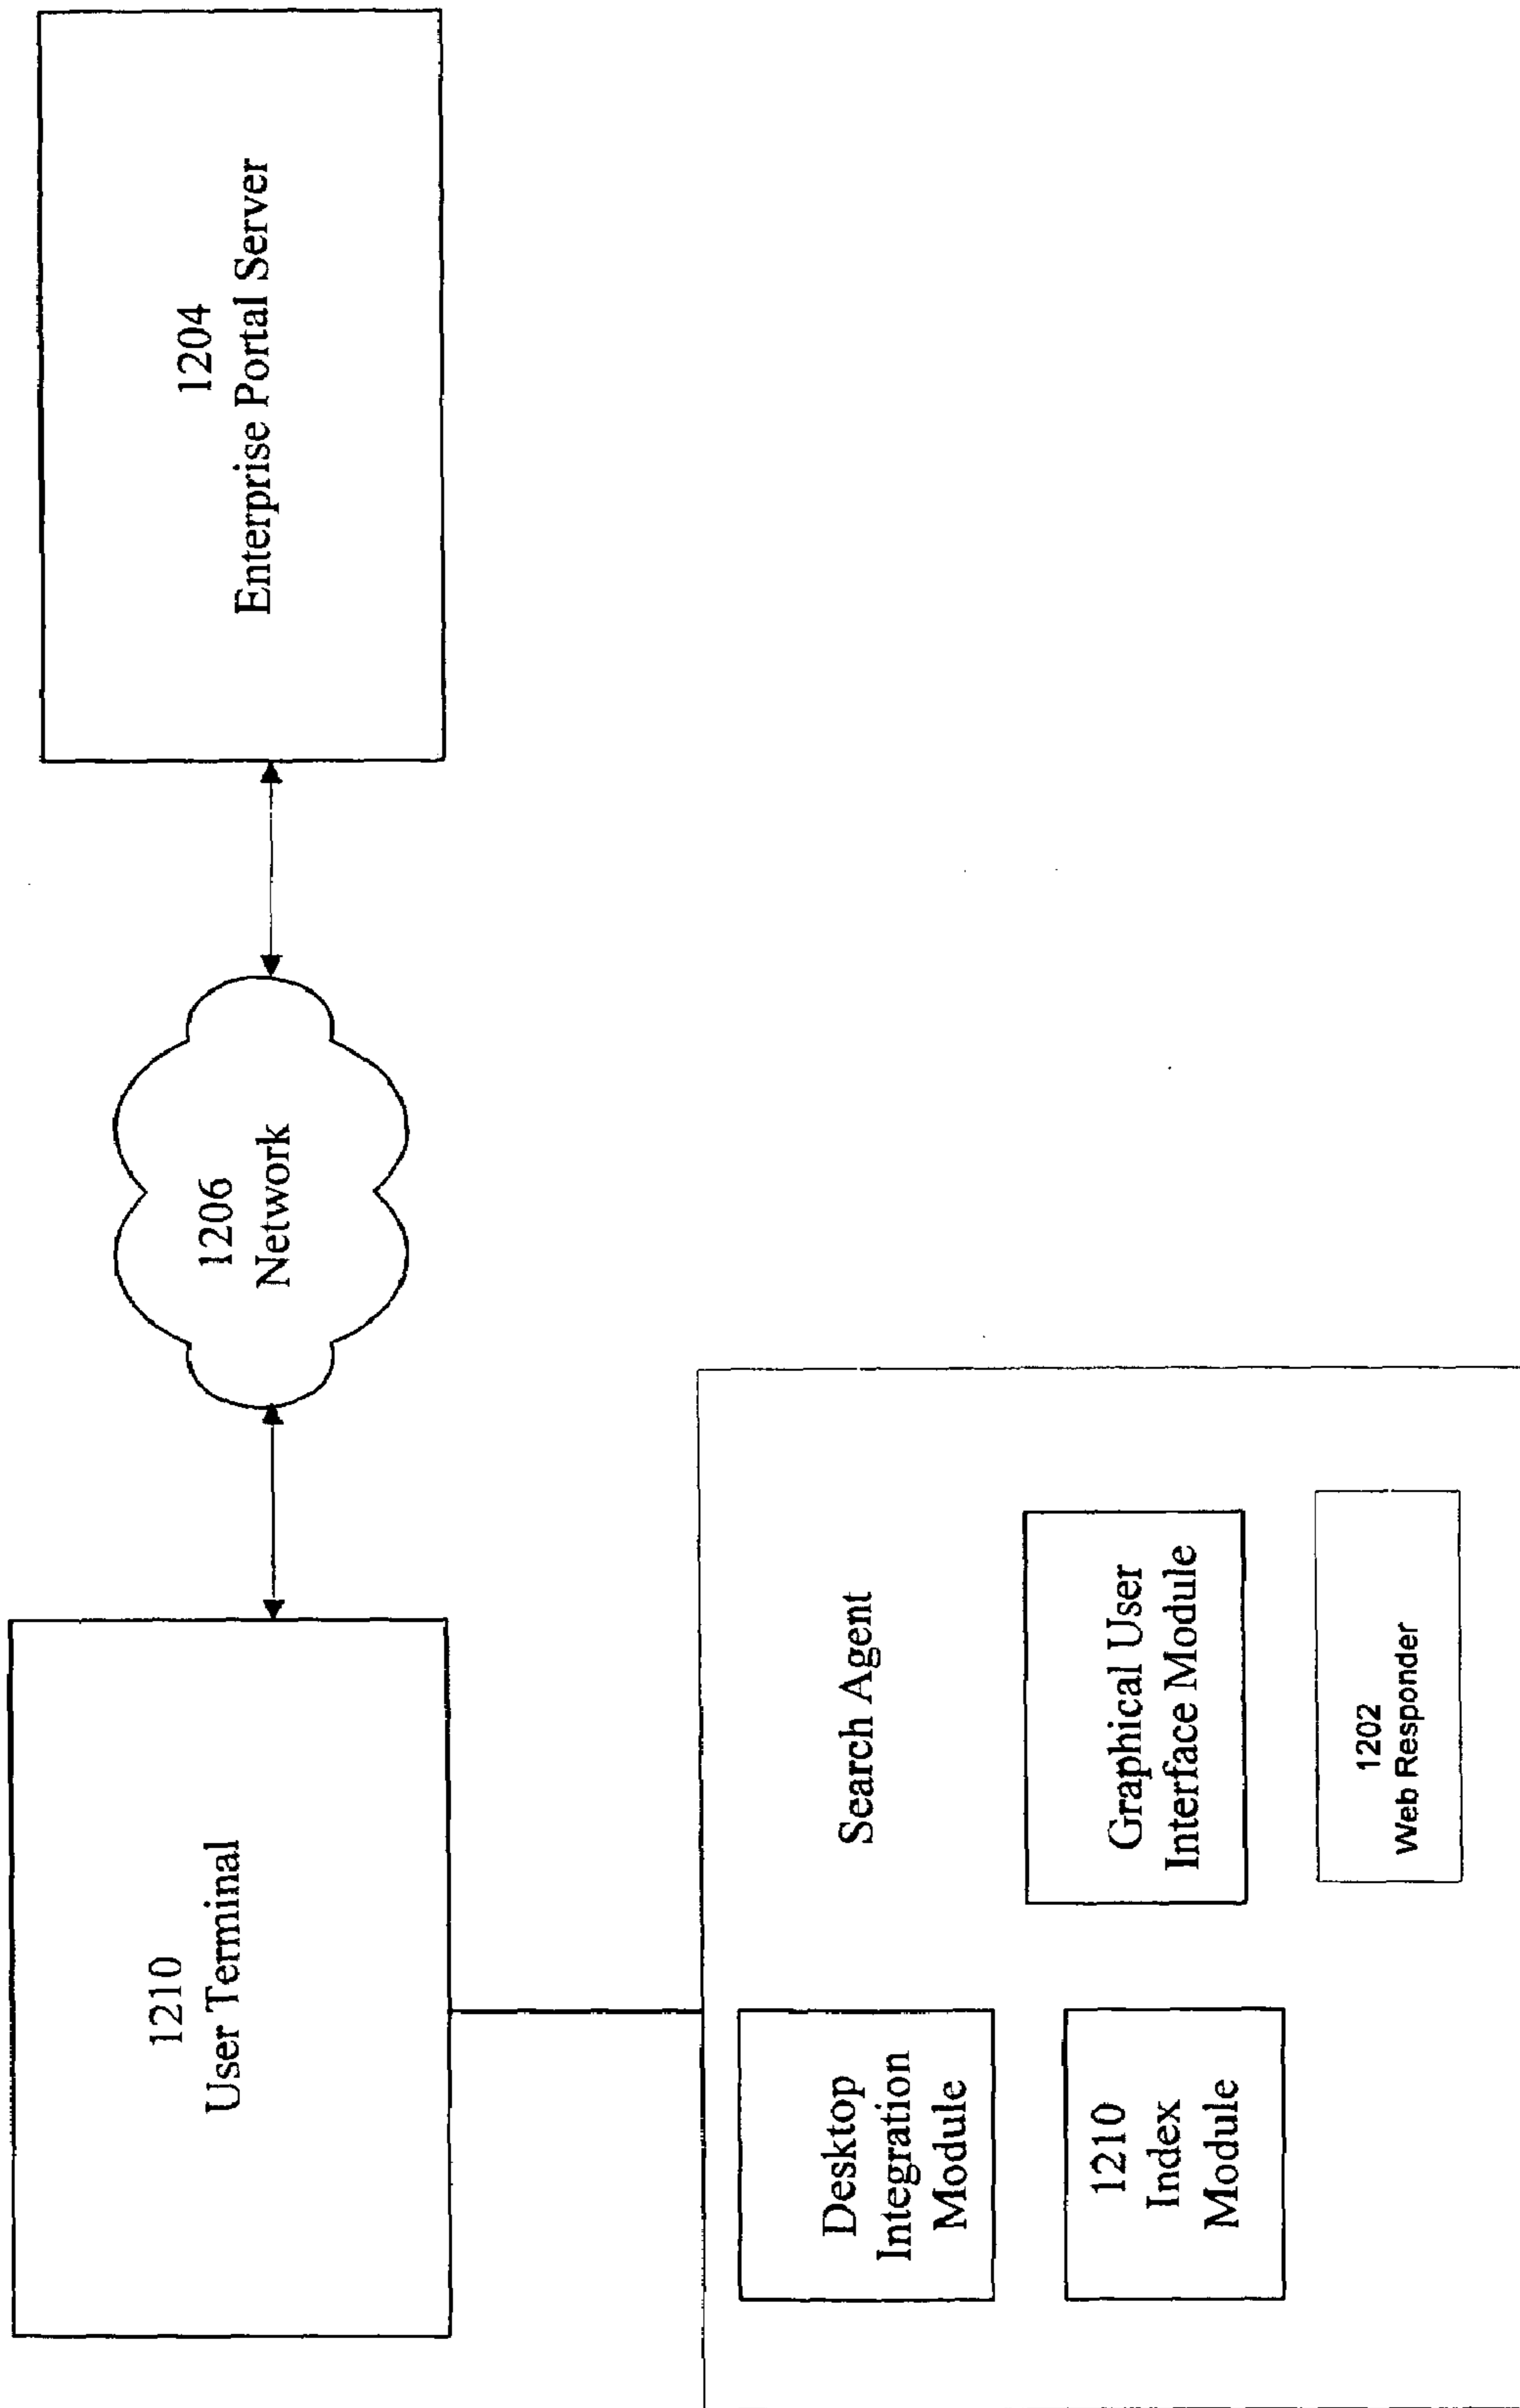 1210
User Terminal
1206
Network
1204
Enterprise Portal Server
Search Agent
Desktop
Integration
Module
Graphical User
Interface Module
1210
Index
Module
1202
Web Responder